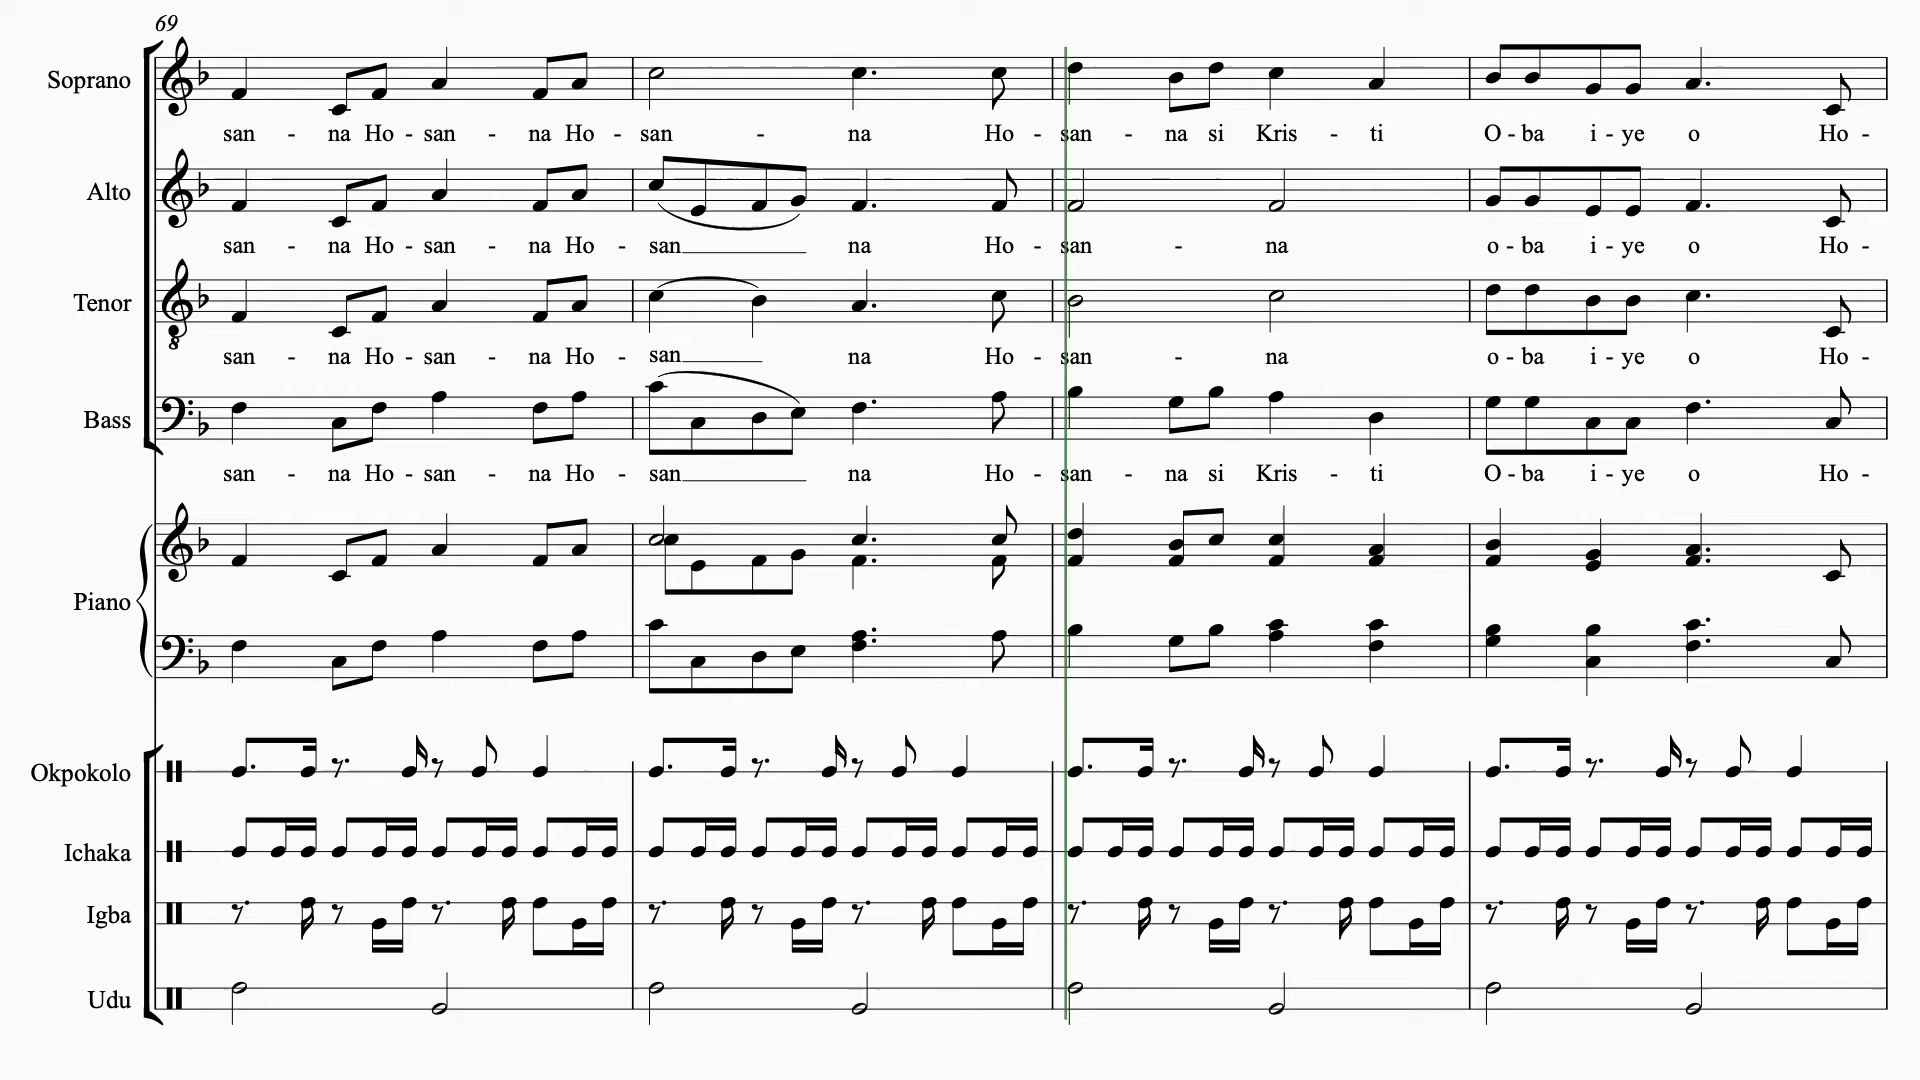 69
Soprano
san - na Ho - san - na Ho - san - na Ho - san - na si Kris - ti O - ba i - ye o Ho -
Alto
san - na Ho - san - na Ho - san na Ho - san - na o - ba i - ye o Ho -
Tenor
san - na Ho - san - na Ho - san na Ho - san - na o - ba i - ye o Ho -
Bass
san - na Ho - san - na Ho - san na Ho - san - na si Kris - ti O - ba i - ye o Ho -
Piano
Okpokolo
Ichaka
Igba
Udu